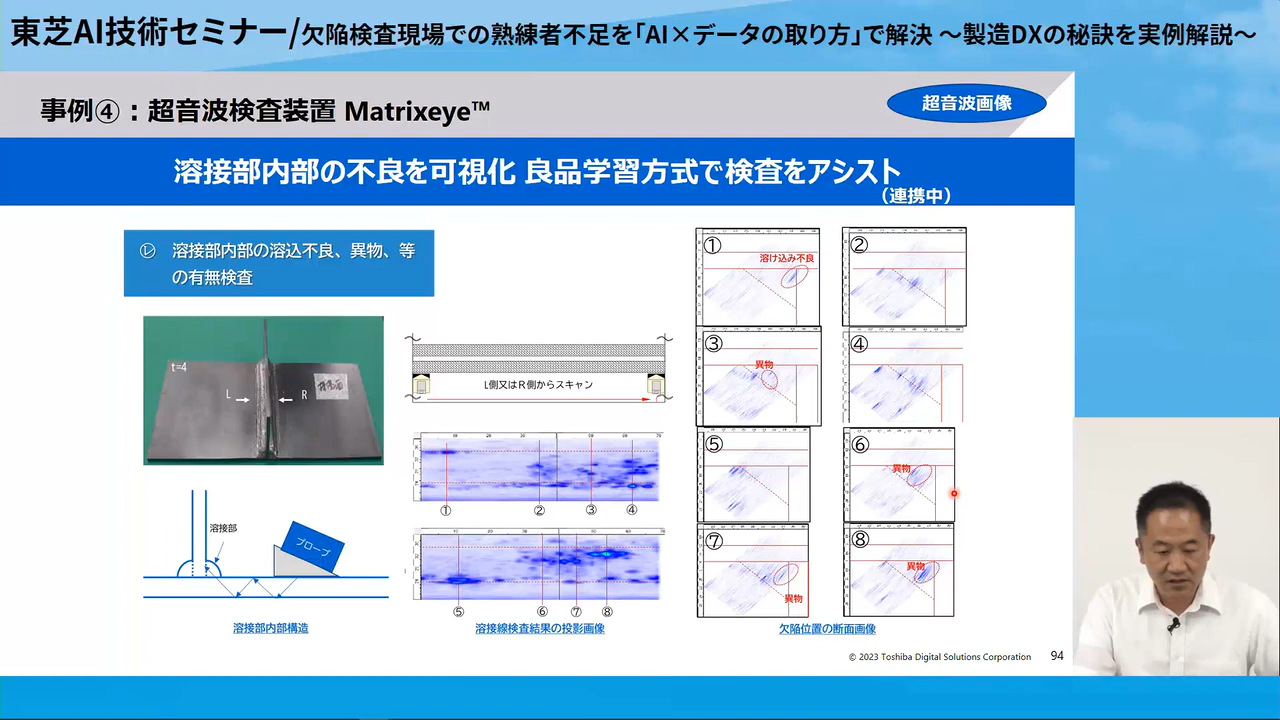 東芝AI技術セミナー/欠陥検査現場での熟練者不足を「AI×データの取り方」で解決 ～製造DXの秘訣を実例解説～
事例④：超音波検査装置 Matrixeye™
超音波画像
溶接部内部の不良を可視化 良品学習方式で検査をアシスト
（連携中）
溶接部内部の溶込不良、異物、等
の有無検査
t=4
L
R
溶接部
プローブ
溶接部内部構造
L側又はR側からスキャン
① ② ③ ④
⑤ ⑥ ⑦ ⑧
溶接線検査結果の投影画像
①
溶け込み不良
②
③
異物
④
⑤
⑥
異物
⑦
異物
⑧
異物
欠陥位置の断面画像
© 2023 Toshiba Digital Solutions Corporation
94